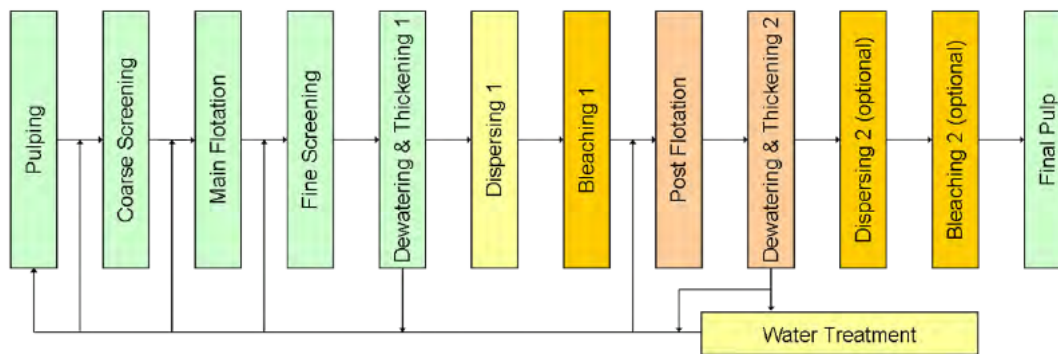 Pulping
Coarse Screening
Main Flotation
Fine Screening
Dewatering & Thickening 1
Dispersing 1
Bleaching 1
Post Flotation
Dewatering & Thickening 2
Dispersing 2 (optional)
Bleaching 2 (optional)
Final Pulp
Water Treatment